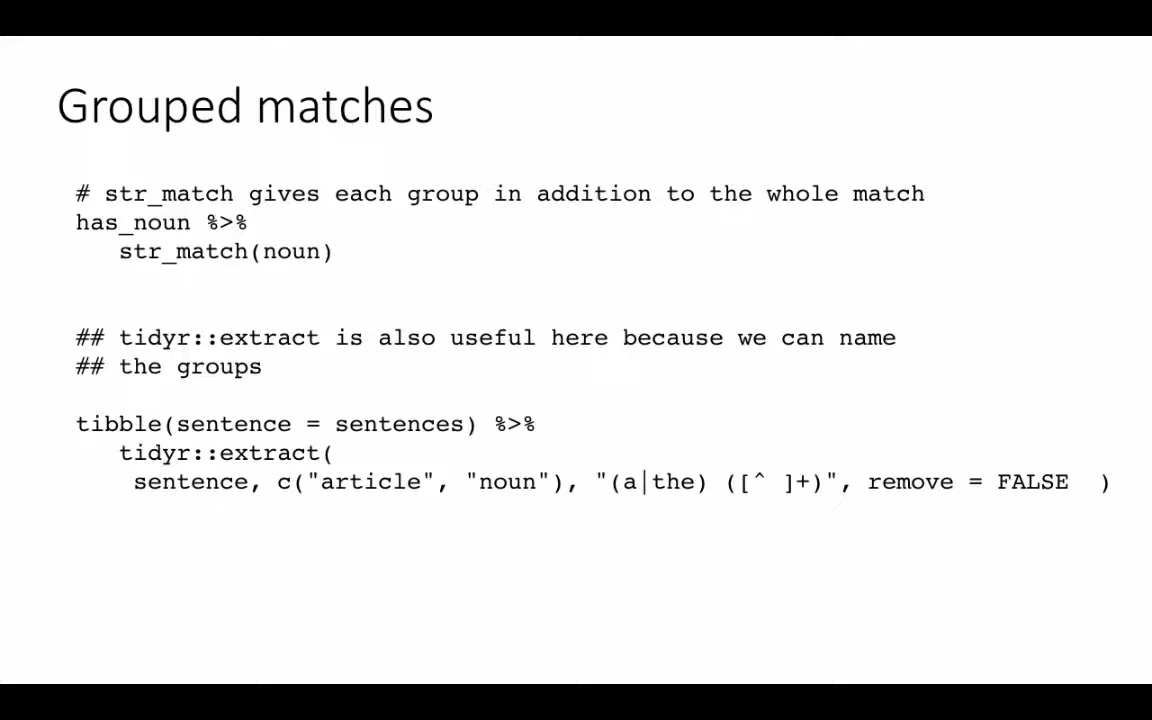 Grouped matches
# str_match gives each group in addition to the whole match
has_noun %>%
str_match(noun)
## tidyr::extract is also useful here because we can name
## the groups
tibble(sentence = sentences) %>%
tidyr::extract(
sentence, c("article", "noun"), "(a|the) ([^ ]+)", remove = FALSE )